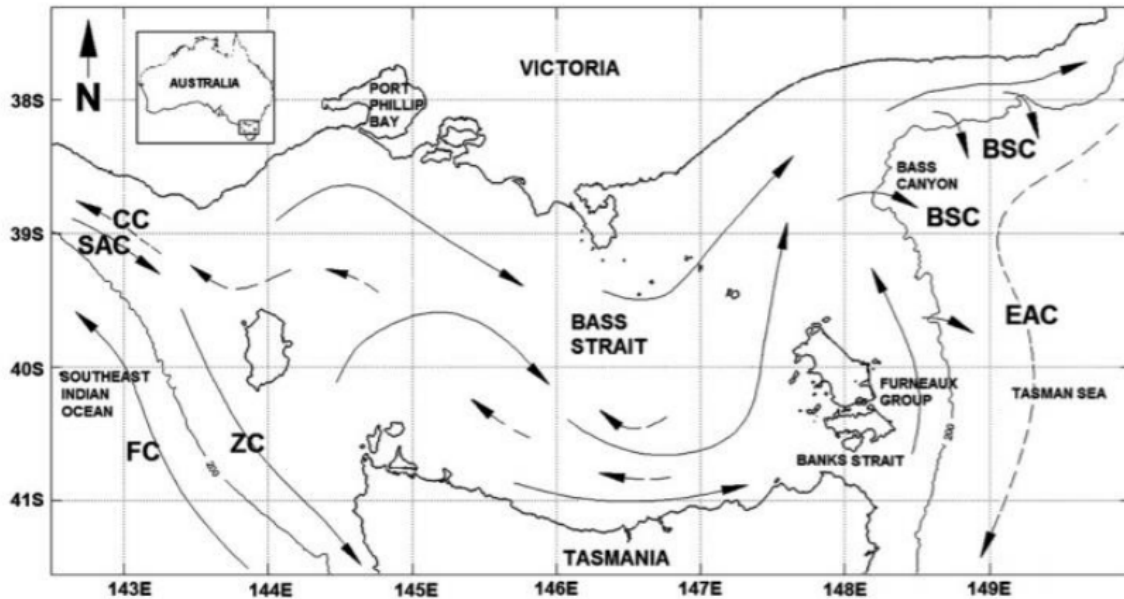 AUSTRALIA
VICTORIA
PORT
PHILLIP
BAY
38S
N
BSC
BASS
CANYON
BSC
CC
SAC
39S
BASS
STRAIT
EAC
40S
SOUTHEAST
INDIAN
OCEAN
FURNEAUX
GROUP
TASMAN SEA
FC
ZC
200
200
BANKS STRAIT
41S
TASMANIA
143E
144E
145E
146E
147E
148E
149E